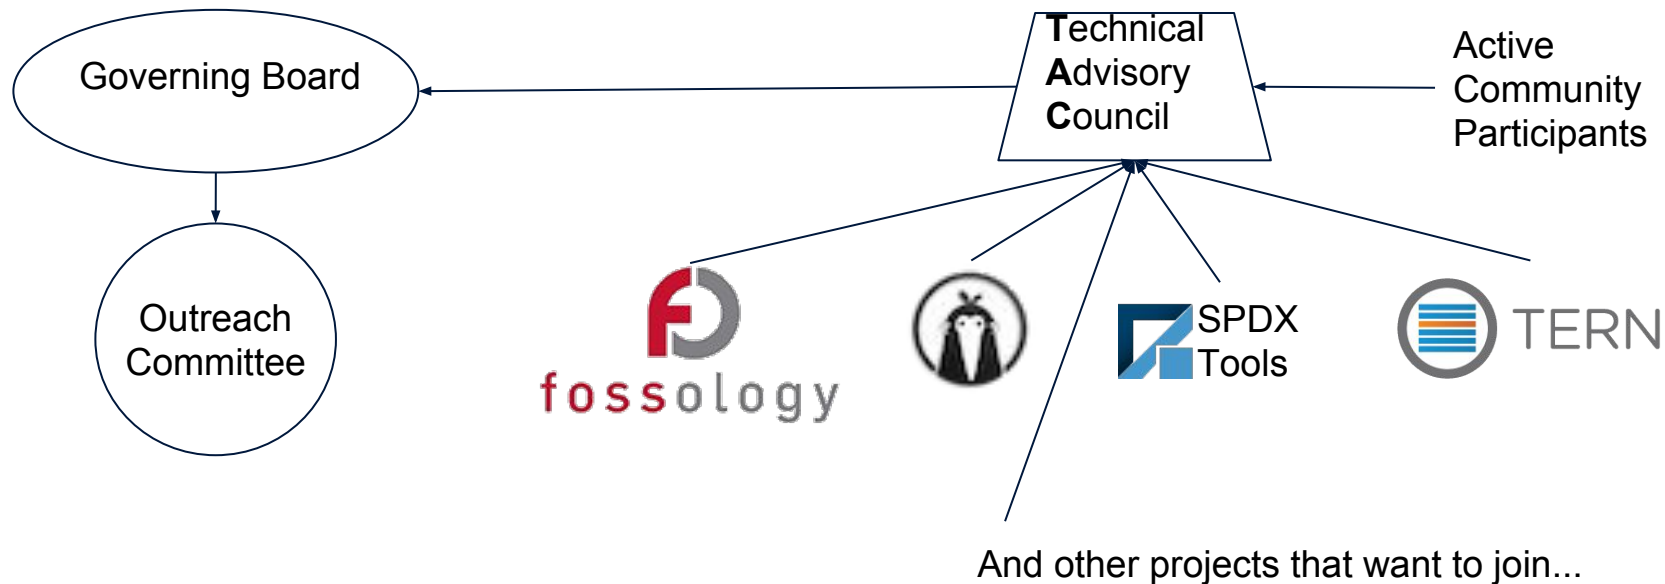 Governing Board
Technical
Advisory
Council
Active
Community
Participants
Outreach
Committee
fossology
SPDX
Tools
TERN
And other projects that want to join...